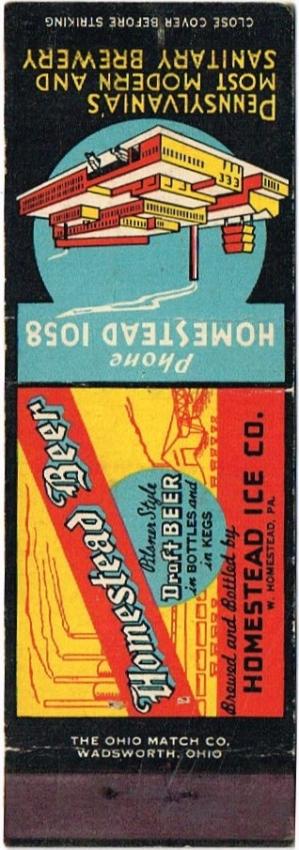 CLOSE COVER BEFORE STRIKING
PENNSYLVANIA'S
MOST MODERN AND
SANITARY BREWERY
Phone
HOMESTEAD 1058
Homestead Beer
Pilsner Style
Draft BEER
in BOTTLES and
in KEGS
Brewed and Bottled by
HOMESTEAD ICE CO.
W. HOMESTEAD, PA.
THE OHIO MATCH CO.
WADSWORTH, OHIO